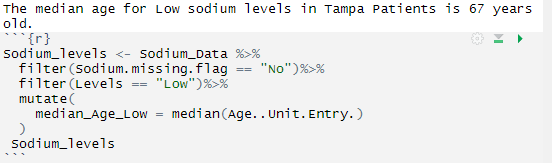 The median age for Low sodium levels in Tampa Patients is 67 years
old.
```{r}
Sodium_levels <- Sodium_Data %>%
  filter(Sodium.missing.flag == "No")%>%
  filter(Levels == "Low")%>%
  mutate(
    median_Age_Low = median(Age..Unit.Entry.)
  )
 Sodium_levels
```